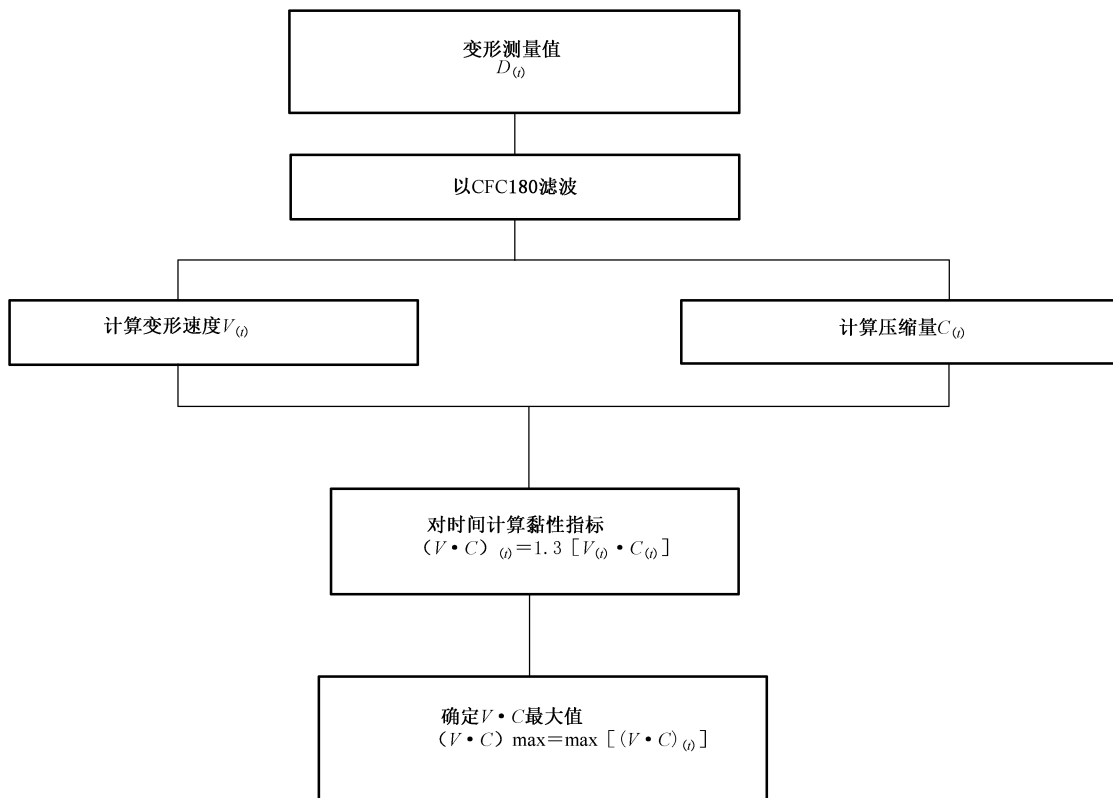 变形测量值
D(t)
以CFC180滤波
计算变形速度V(t)
计算压缩量C(t)
对时间计算黏性指标
（V·C）(t)=1.3［V(t)·C(t)］
确定V·C最大值
（V·C）max=max［(V·C)(t)］